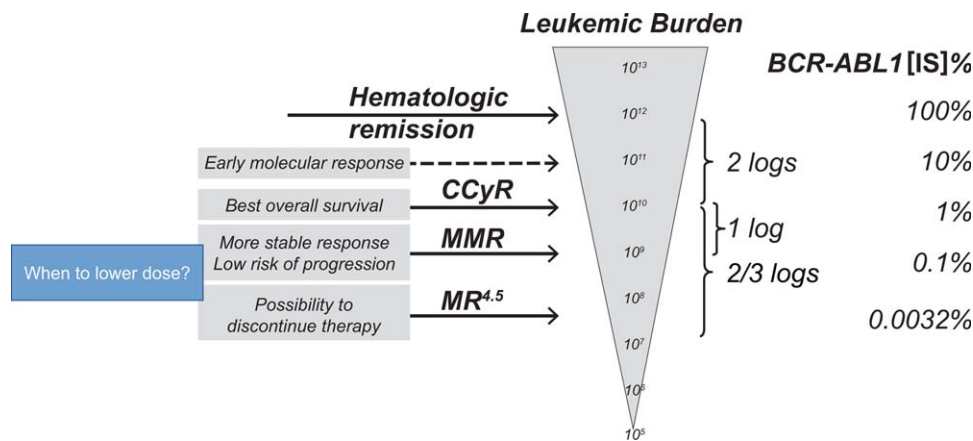 Leukemic Burden
BCR-ABL1[IS]%
10¹³
Hematologic
remission
10¹²
100%
Early molecular response
10¹¹
2 logs
10%
Best overall survival
CCyR
10¹⁰
1%
1 log
When to lower dose?
More stable response
Low risk of progression
MMR
10⁹
0.1%
2/3 logs
Possibility to
discontinue therapy
MR⁴·⁵
10⁸
0.0032%
10⁷
10⁶
10⁵